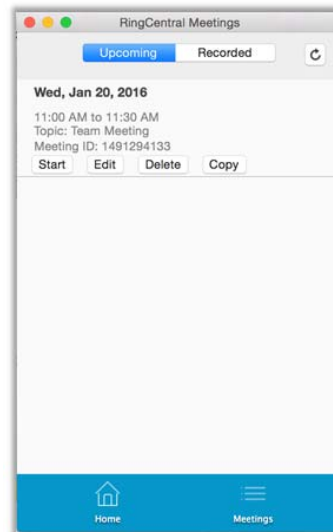 RingCentral Meetings
Upcoming Recorded
Wed, Jan 20, 2016
11:00 AM to 11:30 AM
Topic: Team Meeting
Meeting ID: 1491294133
Start Edit Delete Copy
Home Meetings